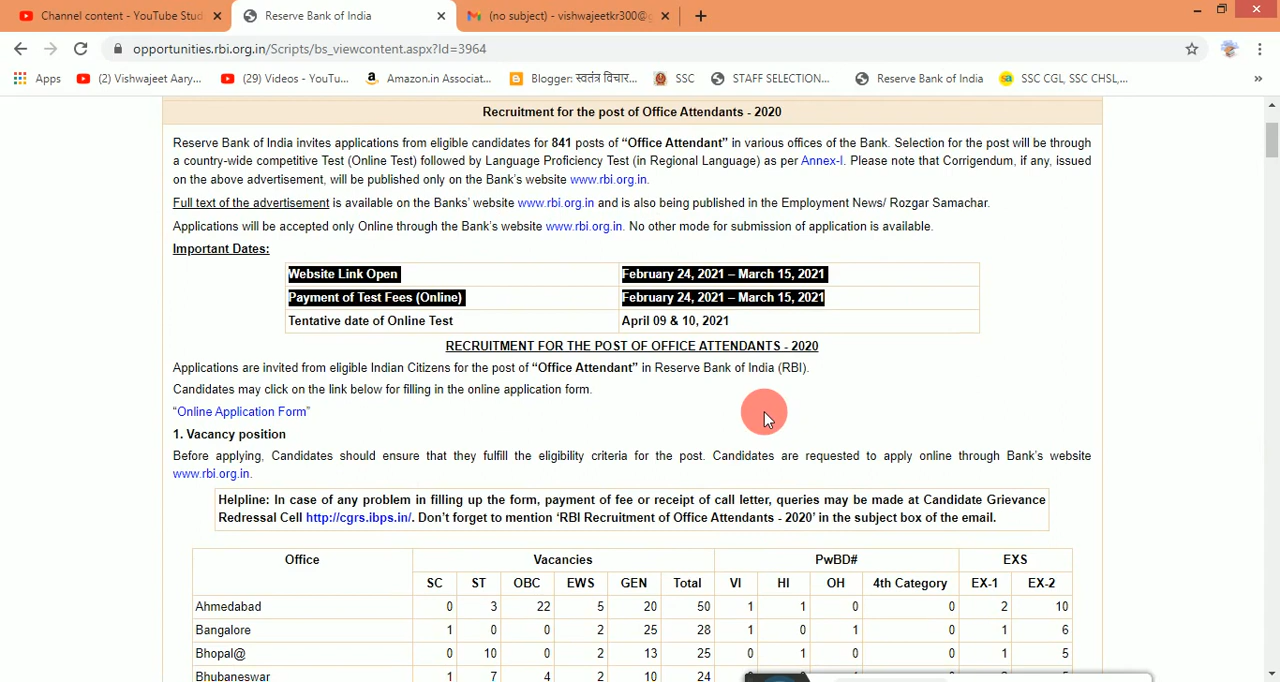 Channel content - YouTube Stud
Reserve Bank of India
(no subject) - vishwajeetkr300@g
opportunities.rbi.org.in/Scripts/bs_viewcontent.aspx?Id=3964
Apps
(2) Vishwajeet Aary...
(29) Videos - YouTu...
Amazon.in Associat...
Blogger: स्वतंत्र विचार...
SSC
STAFF SELECTION...
Reserve Bank of India
SSC CGL, SSC CHSL,...
Recruitment for the post of Office Attendants - 2020
Reserve Bank of India invites applications from eligible candidates for 841 posts of “Office Attendant” in various offices of the Bank. Selection for the post will be through
a country-wide competitive Test (Online Test) followed by Language Proficiency Test (in Regional Language) as per Annex-I. Please note that Corrigendum, if any, issued
on the above advertisement, will be published only on the Bank’s website www.rbi.org.in.
Full text of the advertisement is available on the Banks’ website www.rbi.org.in and is also being published in the Employment News/ Rozgar Samachar.
Applications will be accepted only Online through the Bank’s website www.rbi.org.in. No other mode for submission of application is available.
Important Dates:
Website Link Open February 24, 2021 – March 15, 2021
Payment of Test Fees (Online) February 24, 2021 – March 15, 2021
Tentative date of Online Test April 09 & 10, 2021
RECRUITMENT FOR THE POST OF OFFICE ATTENDANTS - 2020
Applications are invited from eligible Indian Citizens for the post of “Office Attendant” in Reserve Bank of India (RBI).
Candidates may click on the link below for filling in the online application form.
“Online Application Form”
1. Vacancy position
Before applying, Candidates should ensure that they fulfill the eligibility criteria for the post. Candidates are requested to apply online through Bank’s website
www.rbi.org.in.
Helpline: In case of any problem in filling up the form, payment of fee or receipt of call letter, queries may be made at Candidate Grievance
Redressal Cell http://cgrs.ibps.in/. Don’t forget to mention ‘RBI Recruitment of Office Attendants - 2020’ in the subject box of the email.
Office Vacancies PwBD# EXS
SC ST OBC EWS GEN Total VI HI OH 4th Category EX-1 EX-2
Ahmedabad 0 3 22 5 20 50 1 1 0 0 2 10
Bangalore 1 0 0 2 25 28 1 0 1 0 1 6
Bhopal@ 0 10 0 2 13 25 0 1 0 0 1 5
Bhubaneswar 1 7 4 2 10 24